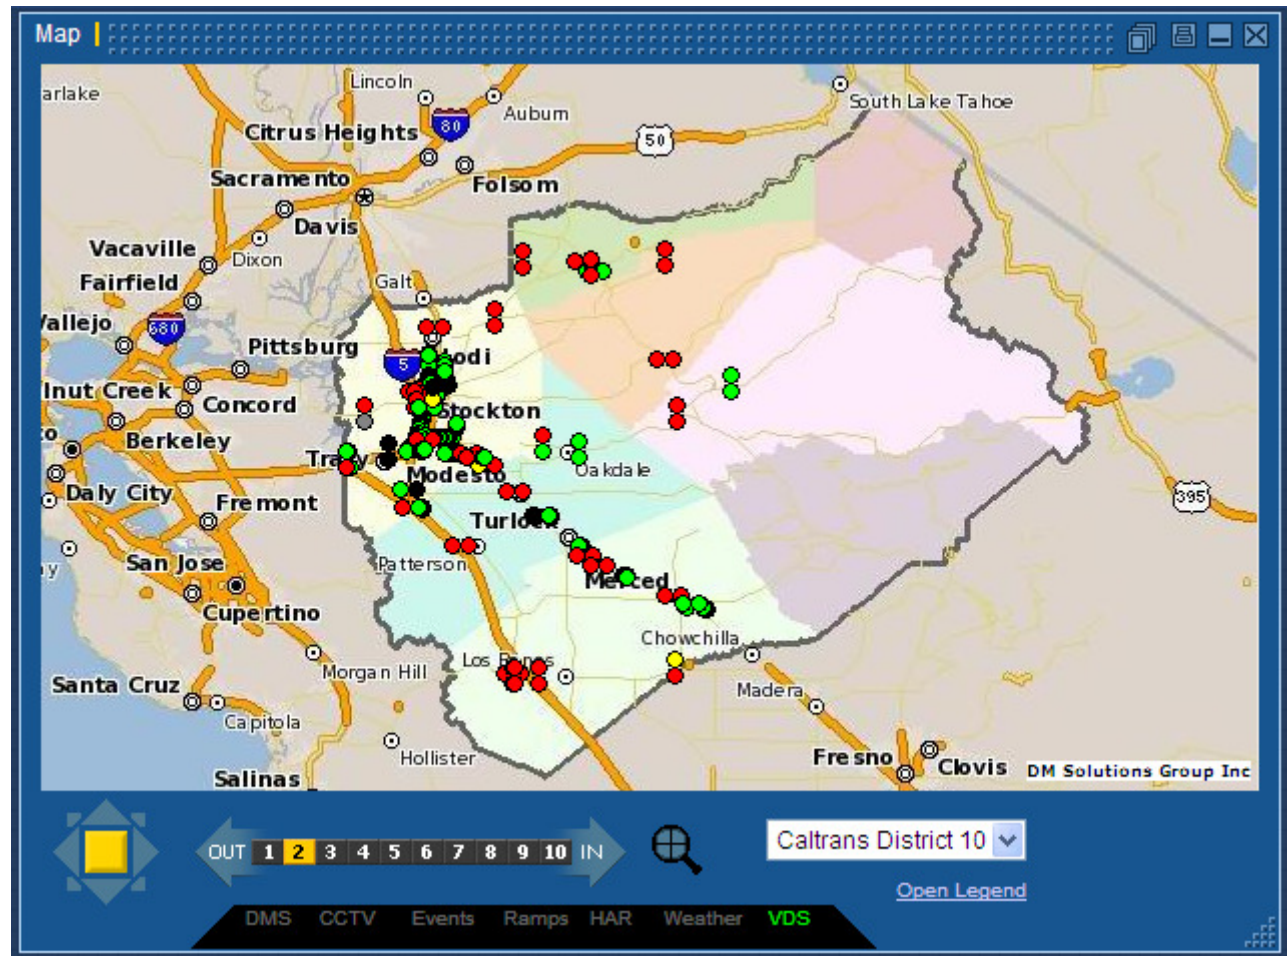 Map
Lincoln
arlake
Auburn
South Lake Tahoe
80
Citrus Heights
50
Sacramento
Folsom
Davis
Vacaville
Dixon
Fairfield
Galt
Vallejo
680
Pittsburg
5
odi
lnut Creek
Concord
Stockton
to
Berkeley
Tracy
Oakdale
Modesto
Daly City
Fremont
395
Turlock
San Jose
Patterson
y
Merced
Cupertino
Chowchilla
Morgan Hill
Los Banos
Santa Cruz
Madera
Capitola
Hollister
Fresno
Clovis
DM Solutions Group Inc
Salinas
OUT 1 2 3 4 5 6 7 8 9 10 IN
Caltrans District 10
Open Legend
DMS CCTV Events Ramps HAR Weather VDS